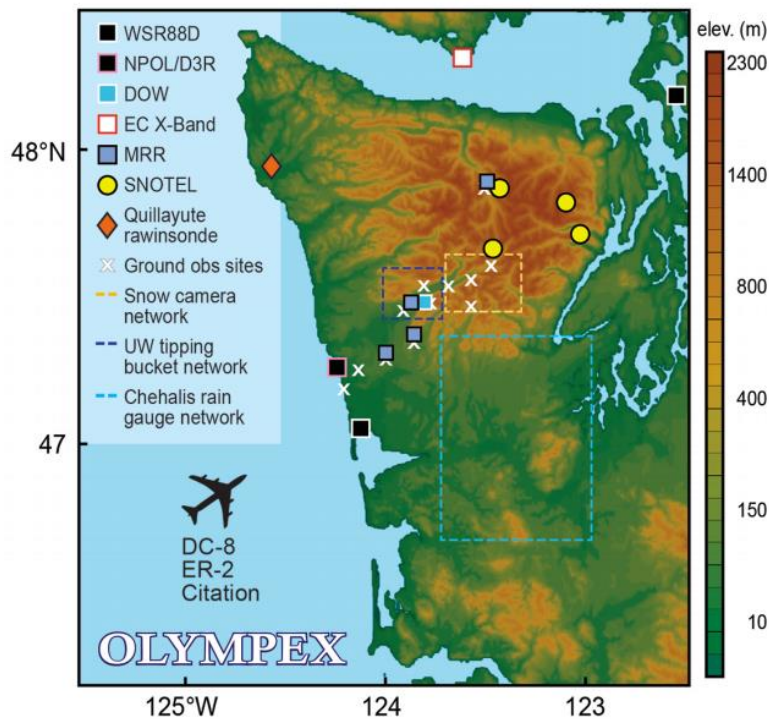 elev. (m)
WSR88D
NPOL/D3R
DOW
EC X-Band
MRR
SNOTEL
Quillayute
rawinsonde
Ground obs sites
Snow camera
network
UW tipping
bucket network
Chehalis rain
gauge network
48°N
47
DC-8
ER-2
Citation
OLYMPEX
125°W
124
123
2300
1400
800
400
150
10